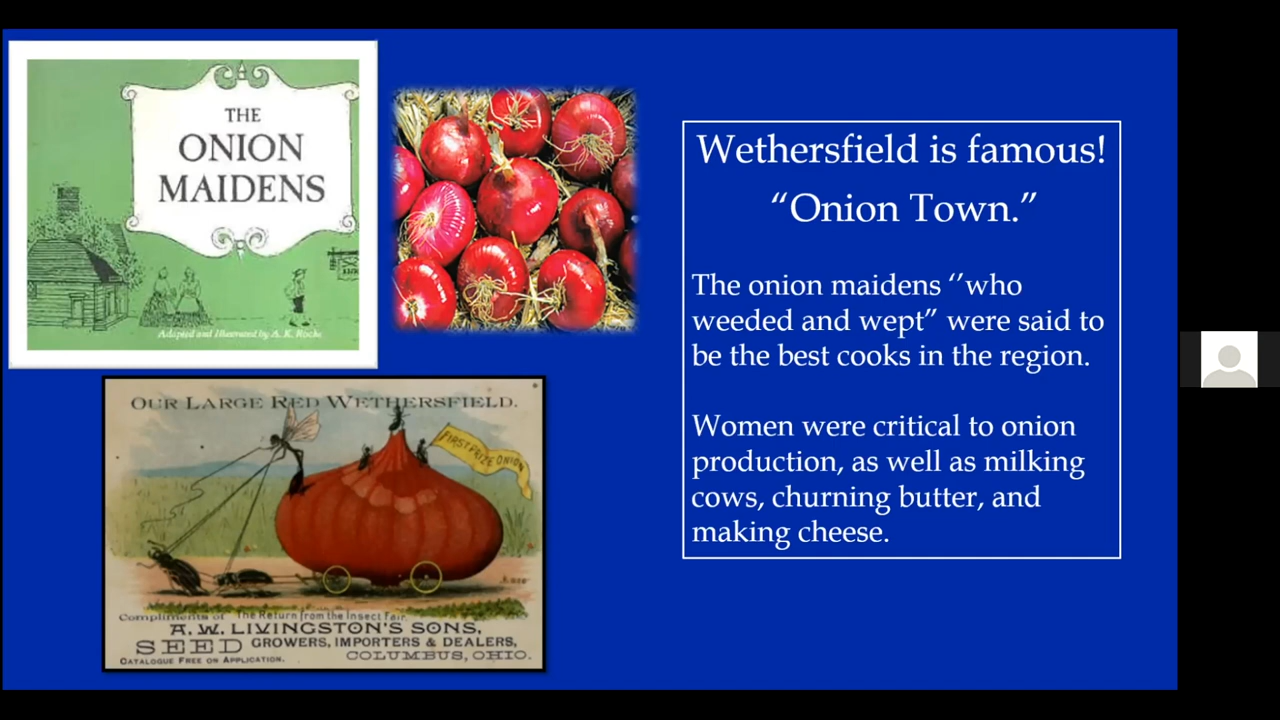 THE
ONION
MAIDENS
Adapted and Illustrated by A. K. Roche
OUR LARGE RED WETHERSFIELD.
FIRST PRIZE ONION
Compliments of The Return from the Insect Fair.
A. W. LIVINGSTON'S SONS,
SEED GROWERS, IMPORTERS & DEALERS,
CATALOGUE FREE ON APPLICATION. COLUMBUS, OHIO.
Wethersfield is famous!
“Onion Town.”
The onion maidens ‘’who
weeded and wept” were said to
be the best cooks in the region.
Women were critical to onion
production, as well as milking
cows, churning butter, and
making cheese.